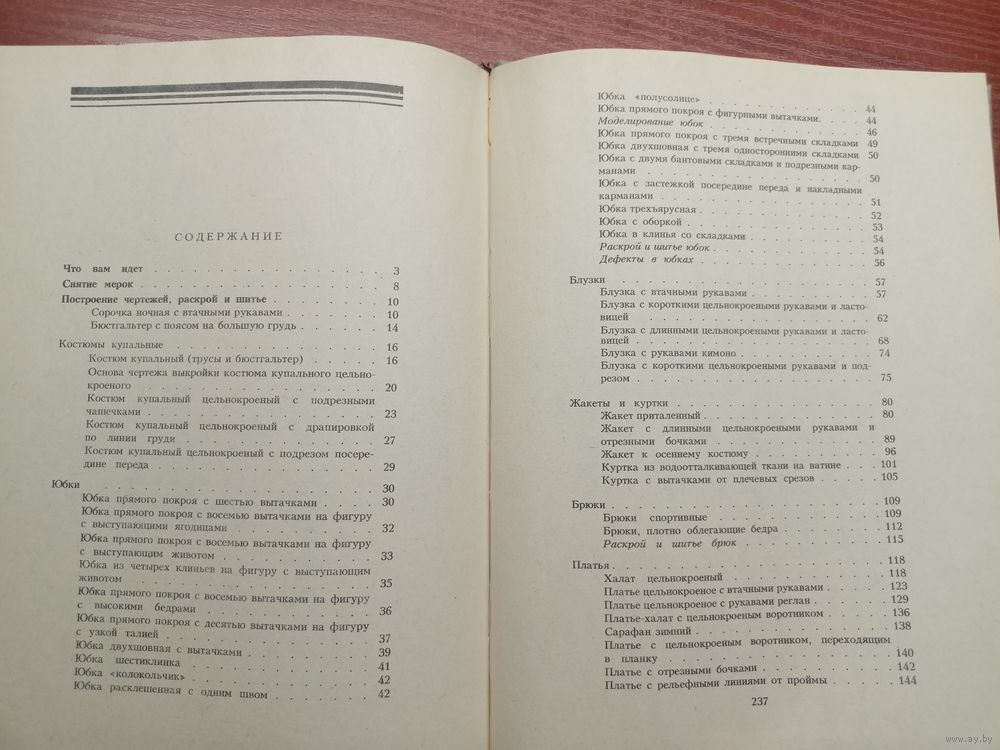 СОДЕРЖАНИЕ
Что вам идет . . . . . . . . . . . . . . 3
Снятие мерок . . . . . . . . . . . . . . 8
Построение чертежей, раскрой и шитье . . . . . . . 10
Сорочка ночная с втачными рукавами . . . . . . 10
Бюстгальтер с поясом на большую грудь . . . . . 14
Костюмы купальные . . . . . . . . . . . . 16
Костюм купальный (трусы и бюстгальтер) . . . . 16
Основа чертежа выкройки костюма купального цельно-
кроеного . . . . . . . . . . . . . 20
Костюм купальный цельнокроеный с подрезными
чашечками . . . . . . . . . . . . 23
Костюм купальный цельнокроеный с драпировкой
по линии груди . . . . . . . . . . . 27
Костюм купальный цельнокроеный с подрезом посере-
дине переда . . . . . . . . . . . . 29
Юбки . . . . . . . . . . . . . . . 30
Юбка прямого покроя с шестью вытачками . . . . 30
Юбка прямого покроя с восемью вытачками на фигуру
с выступающими ягодицами . . . . . . . . 32
Юбка прямого покроя с восемью вытачками на фигуру
с выступающим животом . . . . . . . . . 33
Юбка из четырех клиньев на фигуру с выступающим
животом . . . . . . . . . . . . . 35
Юбка прямого покроя с восемью вытачками на фигуру
с высокими бедрами . . . . . . . . . . 36
Юбка прямого покроя с десятью вытачками на фигуру
с узкой талией . . . . . . . . . . . 37
Юбка двухшовная с вытачками . . . . . . . . 39
Юбка шестиклинка . . . . . . . . . . . 41
Юбка «колокольчик» . . . . . . . . . . . 42
Юбка расклешенная с одним швом . . . . . . . 42
Юбка «полусолнце» . . . . . . . . . . . 44
Юбка прямого покроя с фигурными вытачками . . . . 44
Моделирование юбок . . . . . . . . . . . 46
Юбка прямого покроя с тремя встречными складками 49
Юбка двухшовная с тремя односторонними складками 50
Юбка с двумя бантовыми складками и подрезными кар-
манами . . . . . . . . . . . . . 50
Юбка с застежкой посередине переда и накладными
карманами . . . . . . . . . . . . 51
Юбка трехъярусная . . . . . . . . . . . 52
Юбка с оборкой . . . . . . . . . . . . 53
Юбка в клинья со складками . . . . . . . . 54
Раскрой и шитье юбок . . . . . . . . . . 54
Дефекты в юбках . . . . . . . . . . . 56
Блузки . . . . . . . . . . . . . . 57
Блузка с втачными рукавами . . . . . . . . 57
Блузка с короткими цельнокроеными рукавами и ласто-
вицей . . . . . . . . . . . . . 62
Блузка с длинными цельнокроеными рукавами и ласто-
вицей . . . . . . . . . . . . . 68
Блузка с рукавами кимоно . . . . . . . . . 74
Блузка с короткими цельнокроеными рукавами и под-
резом . . . . . . . . . . . . . 75
Жакеты и куртки . . . . . . . . . . . . 80
Жакет приталенный . . . . . . . . . . . 80
Жакет с длинными цельнокроеными рукавами и
отрезными бочками . . . . . . . . . . 89
Жакет к осеннему костюму . . . . . . . . . 96
Куртка из водоотталкивающей ткани на ватине . . . 101
Куртка с вытачками от плечевых срезов . . . . . 105
Брюки . . . . . . . . . . . . . . . 109
Брюки спортивные . . . . . . . . . . . 109
Брюки, плотно облегающие бедра . . . . . . . 112
Раскрой и шитье брюк . . . . . . . . . . 115
Платья . . . . . . . . . . . . . . . 118
Халат цельнокроеный . . . . . . . . . . 118
Платье цельнокроеное с втачными рукавами . . . . 123
Платье цельнокроеное с рукавами реглан . . . . . 129
Платье-халат с цельнокроеным воротником . . . . 136
Сарафан зимний . . . . . . . . . . . . 138
Платье с цельнокроеным воротником, переходящим
в планку . . . . . . . . . . . . 140
Платье с отрезными бочками . . . . . . . . 142
Платье с рельефными линиями от проймы . . . . . 144
237
www.ay.by